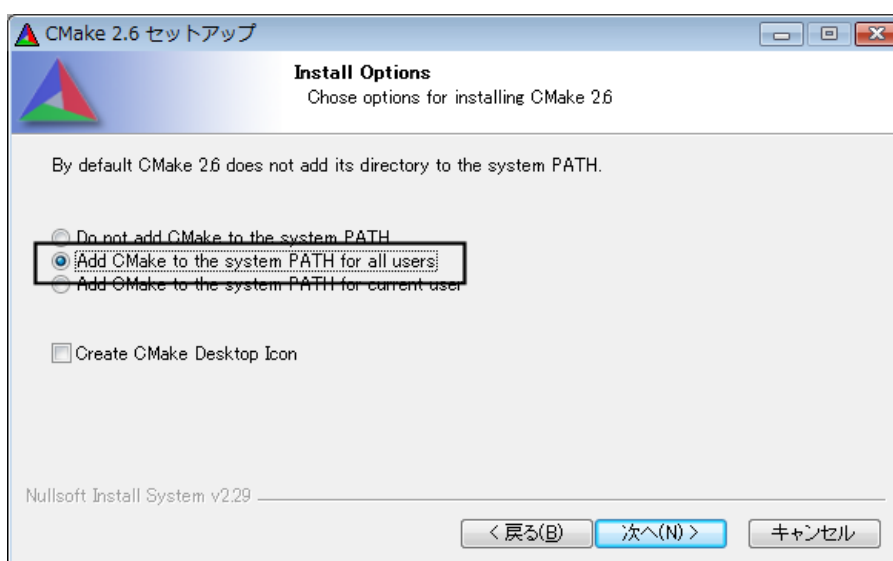 CMake 2.6 セットアップ
Install Options
Chose options for installing CMake 2.6
By default CMake 2.6 does not add its directory to the system PATH.
Do not add CMake to the system PATH
Add CMake to the system PATH for all users
Add CMake to the system PATH for current user
Create CMake Desktop Icon
Nullsoft Install System v2.29
< 戻る(B) 次へ(N) > キャンセル